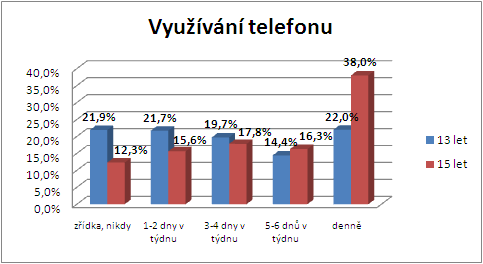 Využívání telefonu
40,0%
35,0%
30,0%
25,0%
20,0%
15,0%
10,0%
5,0%
0,0%
21,9%
12,3%
21,7%
15,6%
19,7%
17,8%
14,4%
16,3%
22,0%
38,0%
zřídka, nikdy
1-2 dny v
týdnu
3-4 dny v
týdnu
5-6 dnů v
týdnu
denně
13 let
15 let